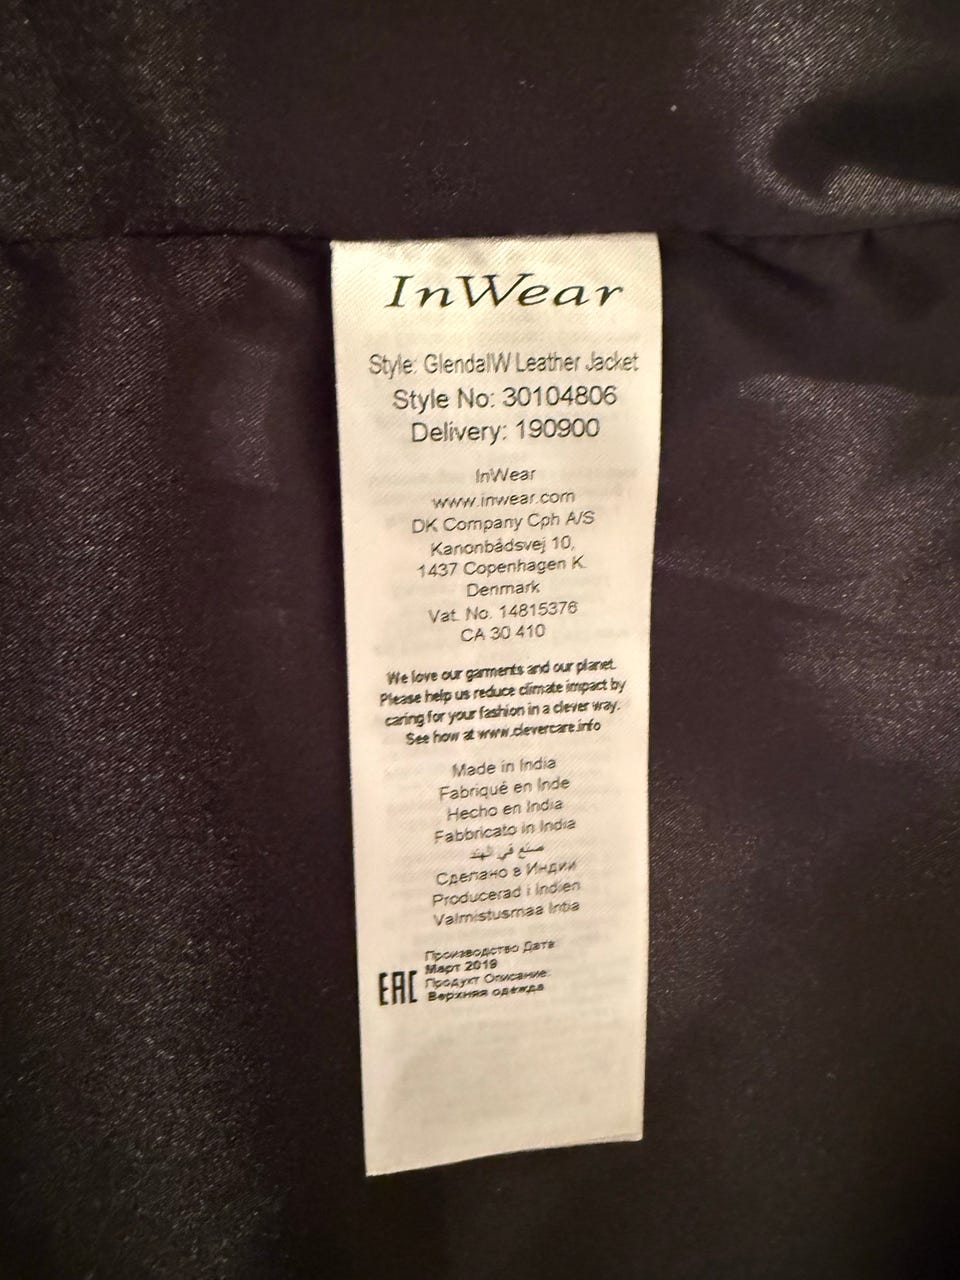 InWear
Style: GlendaIW Leather Jacket
Style No: 30104806
Delivery: 190900
InWear
www.inwear.com
DK Company Cph A/S
Kanonbådsvej 10,
1437 Copenhagen K.
Denmark
Vat. No. 14815376
CA 30 410
We love our garments and our planet.
Please help us reduce climate impact by
caring for your fashion in a clever way.
See how at www.clevercare.info
Made in India
Fabriqué en Inde
Hecho en India
Fabbricato in India
صنع في الهند
Сделано в Индии
Producerad i Indien
Valmistusmaa Intia
Производство Дата:
Март 2019
EAC Продукт Описание:
Верхняя одежда